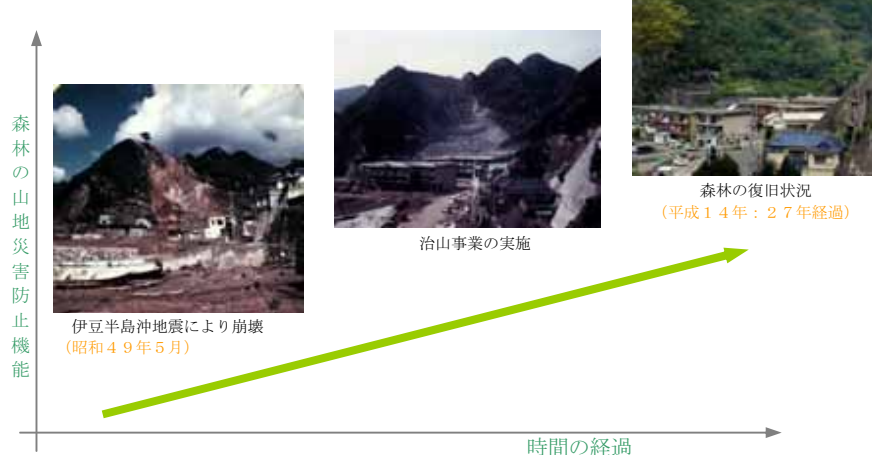 森林の山地災害防止機能
伊豆半島沖地震により崩壊
（昭和４９年５月）
治山事業の実施
森林の復旧状況
（平成１４年：２７年経過）
時間の経過